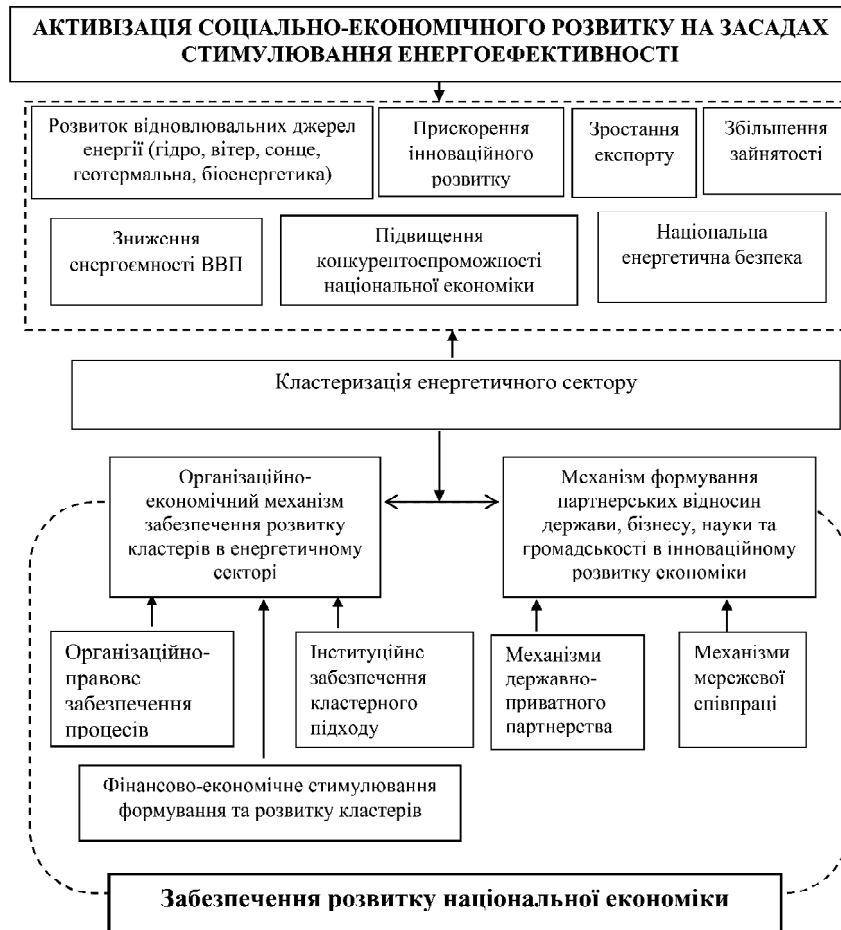 АКТИВІЗАЦІЯ СОЦІАЛЬНО-ЕКОНОМІЧНОГО РОЗВИТКУ НА ЗАСАДАХ
СТИМУЛЮВАННЯ ЕНЕРГОЕФЕКТИВНОСТІ
Розвиток відновлювальних джерел
енергії (гідро, вітер, сонце,
геотермальна, біоенергетика)
Прискорення
інноваційного
розвитку
Зростання
експорту
Збільшення
зайнятості
Зниження
енергоємності ВВП
Підвищення
конкурентоспроможності
національної економіки
Національна
енергетична безпека
Кластеризація енергетичного сектору
Організаційно-
економічний механізм
забезпечення розвитку
кластерів в енергетичному
секторі
Механізм формування
партнерських відносин
держави, бізнесу, науки та
громадськості в інноваційному
розвитку економіки
Організаційно-
правове
забезпечення
процесів
Інституційне
забезпечення
кластерного
підходу
Механізми
державно-
приватного
партнерства
Механізми
мережевої
співпраці
Фінансово-економічне стимулювання
формування та розвитку кластерів
Забезпечення розвитку національної економіки